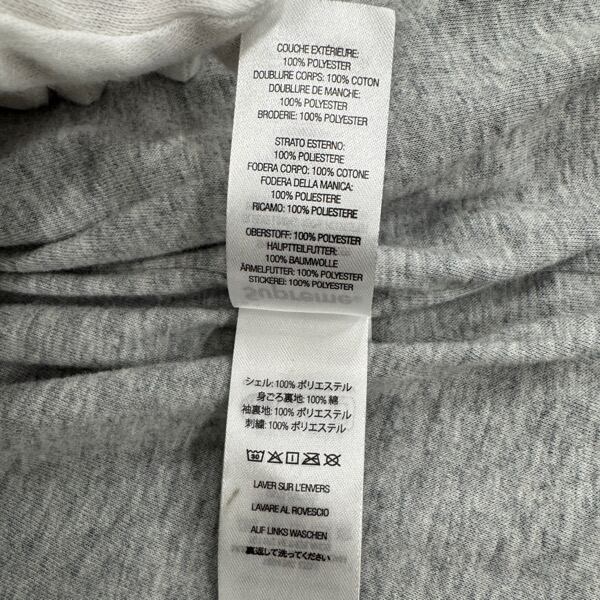 COUCHE EXTÉRIEURE:
100% POLYESTER
DOUBLURE CORPS: 100% COTON
DOUBLURE DE MANCHE:
100% POLYESTER
BRODERIE: 100% POLYESTER
STRATO ESTERNO:
100% POLIESTERE
FODERA CORPO: 100% COTONE
FODERA DELLA MANICA:
100% POLIESTERE
RICAMO: 100% POLIESTERE
OBERSTOFF: 100% POLYESTER
HAUPTTEILFUTTER:
100% BAUMWOLLE
ÄRMELFUTTER: 100% POLYESTER
STICKEREI: 100% POLYESTER
Supreme
シェル: 100% ポリエステル
身ごろ裏地: 100% 綿
袖裏地: 100% ポリエステル
刺繍: 100% ポリエステル
30
LAVER SUR L'ENVERS
LAVARE AL ROVESCIO
AUF LINKS WASCHEN
裏返して洗ってください